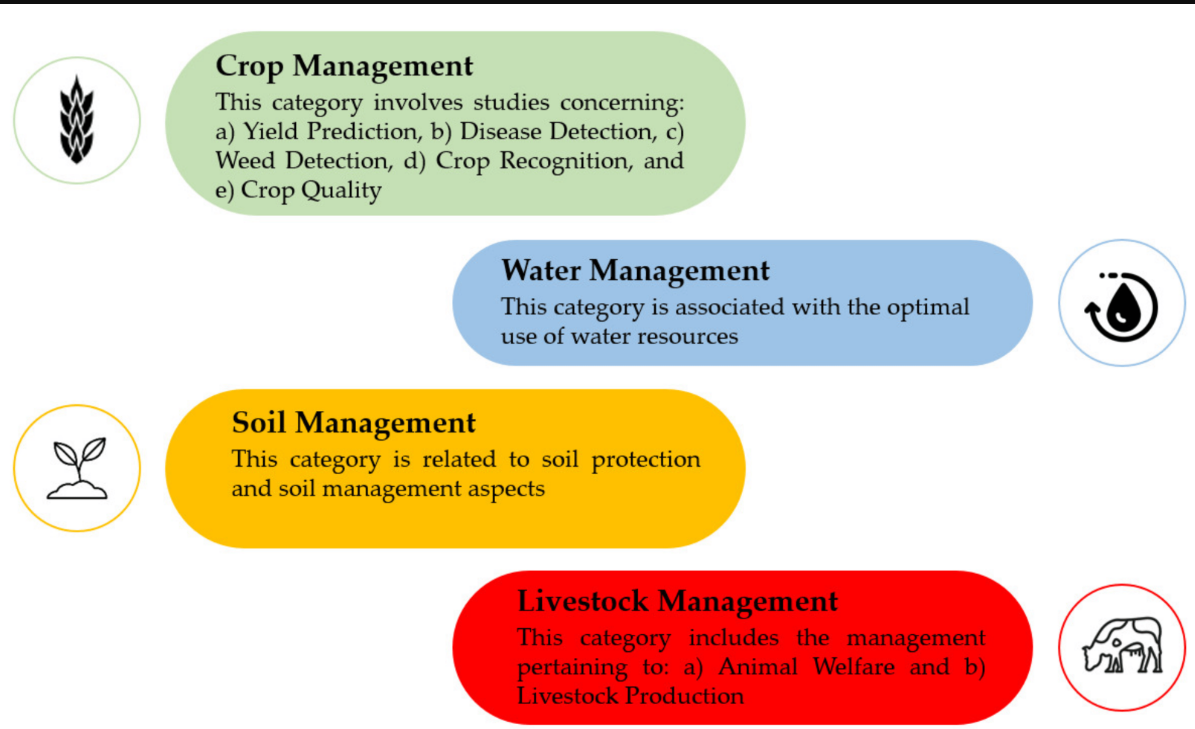 Crop Management
This category involves studies concerning:
a) Yield Prediction, b) Disease Detection, c)
Weed Detection, d) Crop Recognition, and
e) Crop Quality
Water Management
This category is associated with the optimal
use of water resources
Soil Management
This category is related to soil protection
and soil management aspects
Livestock Management
This category includes the management
pertaining to: a) Animal Welfare and b)
Livestock Production